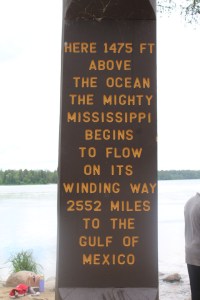 HERE 1475 FT
ABOVE
THE OCEAN
THE MIGHTY
MISSISSIPPI
BEGINS
TO FLOW
ON ITS
WINDING WAY
2552 MILES
TO THE
GULF OF
MEXICO